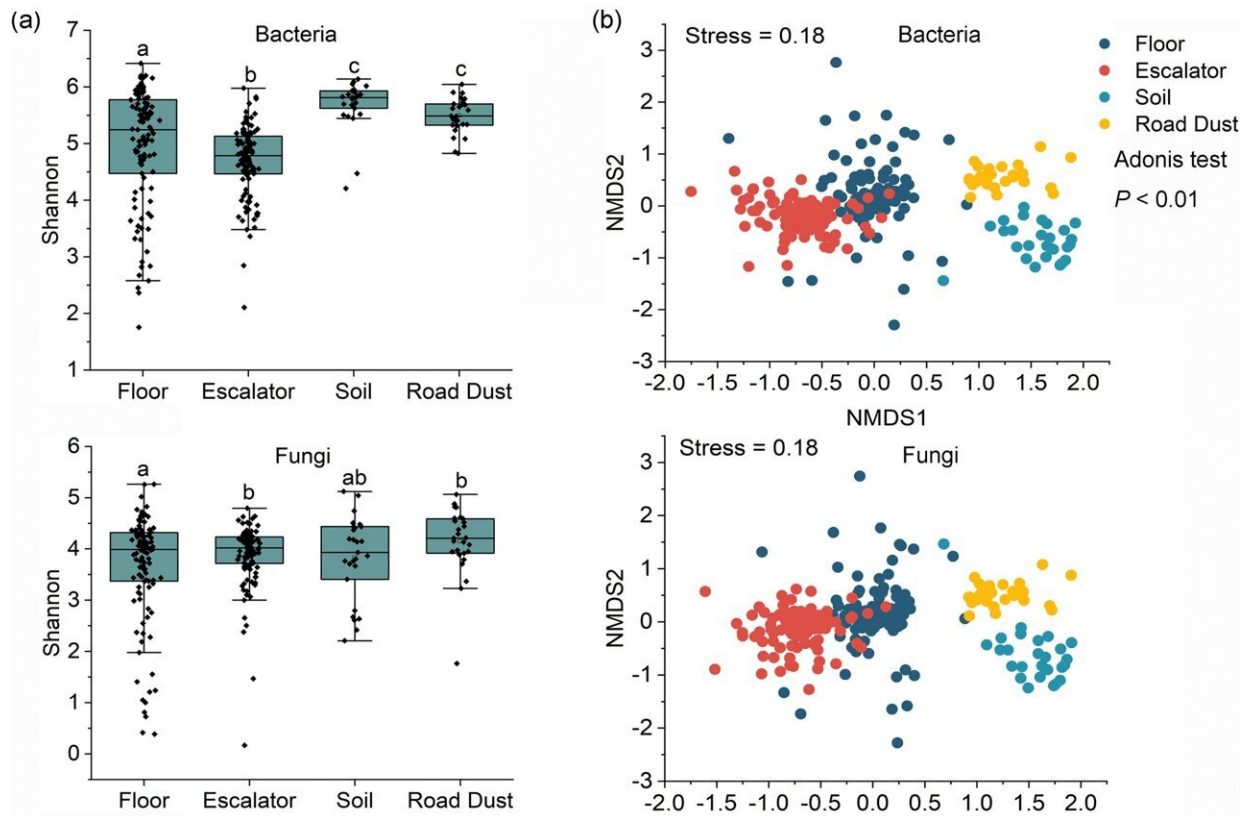 (a)
Bacteria
7
6
5
4
3
2
1
Shannon
a
b
c
c
Floor
Escalator
Soil
Road Dust
Fungi
6
5
4
3
2
1
0
Shannon
a
b
ab
b
Floor
Escalator
Soil
Road Dust
(b)
Stress = 0.18
Bacteria
3
2
1
0
-1
-2
-3
NMDS2
-2.0 -1.5 -1.0 -0.5 0.0 0.5 1.0 1.5 2.0
NMDS1
Floor
Escalator
Soil
Road Dust
Adonis test
P < 0.01
Stress = 0.18
Fungi
3
2
1
0
-1
-2
-3
NMDS2
-2.0 -1.5 -1.0 -0.5 0.0 0.5 1.0 1.5 2.0